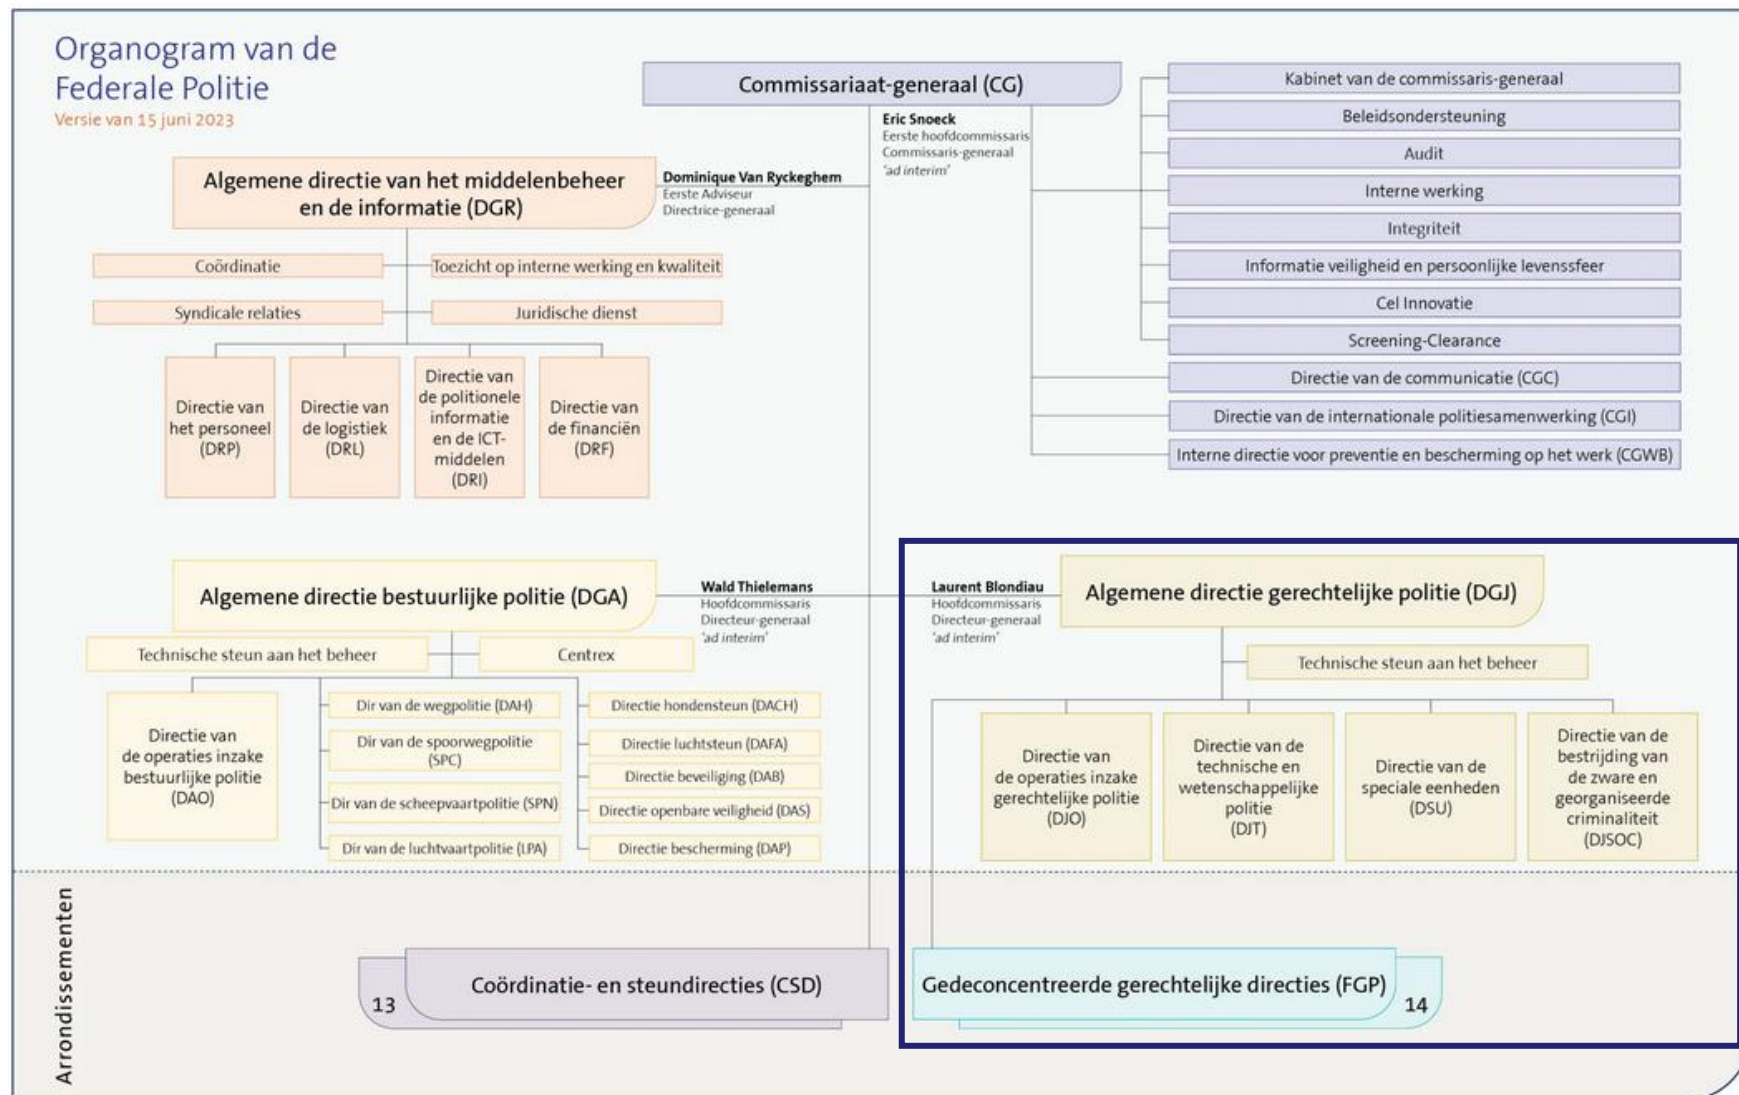 Organogram van de
Federale Politie
Versie van 15 juni 2023
Commissariaat-generaal (CG)
Eric Snoeck
Eerste hoofdcommissaris
Commissaris-generaal
'ad interim'
Kabinet van de commissaris-generaal
Beleidsondersteuning
Audit
Interne werking
Integriteit
Informatie veiligheid en persoonlijke levenssfeer
Cel Innovatie
Screening-Clearance
Directie van de communicatie (CGC)
Directie van de internationale politiesamenwerking (CGI)
Interne directie voor preventie en bescherming op het werk (CGWB)
Algemene directie van het middelenbeheer
en de informatie (DGR)
Dominique Van Ryckeghem
Eerste Adviseur
Directrice-generaal
Coördinatie
Toezicht op interne werking en kwaliteit
Syndicale relaties
Juridische dienst
Directie van
het personeel
(DRP)
Directie van
de logistiek
(DRL)
Directie van
de politionele
informatie
en de ICT-
middelen
(DRI)
Directie van
de financiën
(DRF)
Algemene directie bestuurlijke politie (DGA)
Wald Thielemans
Hoofdcommissaris
Directeur-generaal
'ad interim'
Technische steun aan het beheer
Centrex
Directie van
de operaties inzake
bestuurlijke politie
(DAO)
Dir van de wegpolitie (DAH)
Dir van de spoorwegpolitie
(SPC)
Dir van de scheepvaartpolitie (SPN)
Dir van de luchtvaartpolitie (LPA)
Directie hondensteun (DACH)
Directie luchtsteun (DAFA)
Directie beveiliging (DAB)
Directie openbare veiligheid (DAS)
Directie bescherming (DAP)
Laurent Blondiau
Hoofdcommissaris
Directeur-generaal
'ad interim'
Algemene directie gerechtelijke politie (DGJ)
Technische steun aan het beheer
Directie van
de operaties inzake
gerechtelijke politie
(DJO)
Directie van de
technische en
wetenschappelijke
politie
(DJT)
Directie van de
speciale eenheden
(DSU)
Directie van de
bestrijding van
de zware en
georganiseerde
criminaliteit
(DJSOC)
Arrondissementen
13
Coördinatie- en steundirecties (CSD)
Gedeconcentreerde gerechtelijke directies (FGP)
14